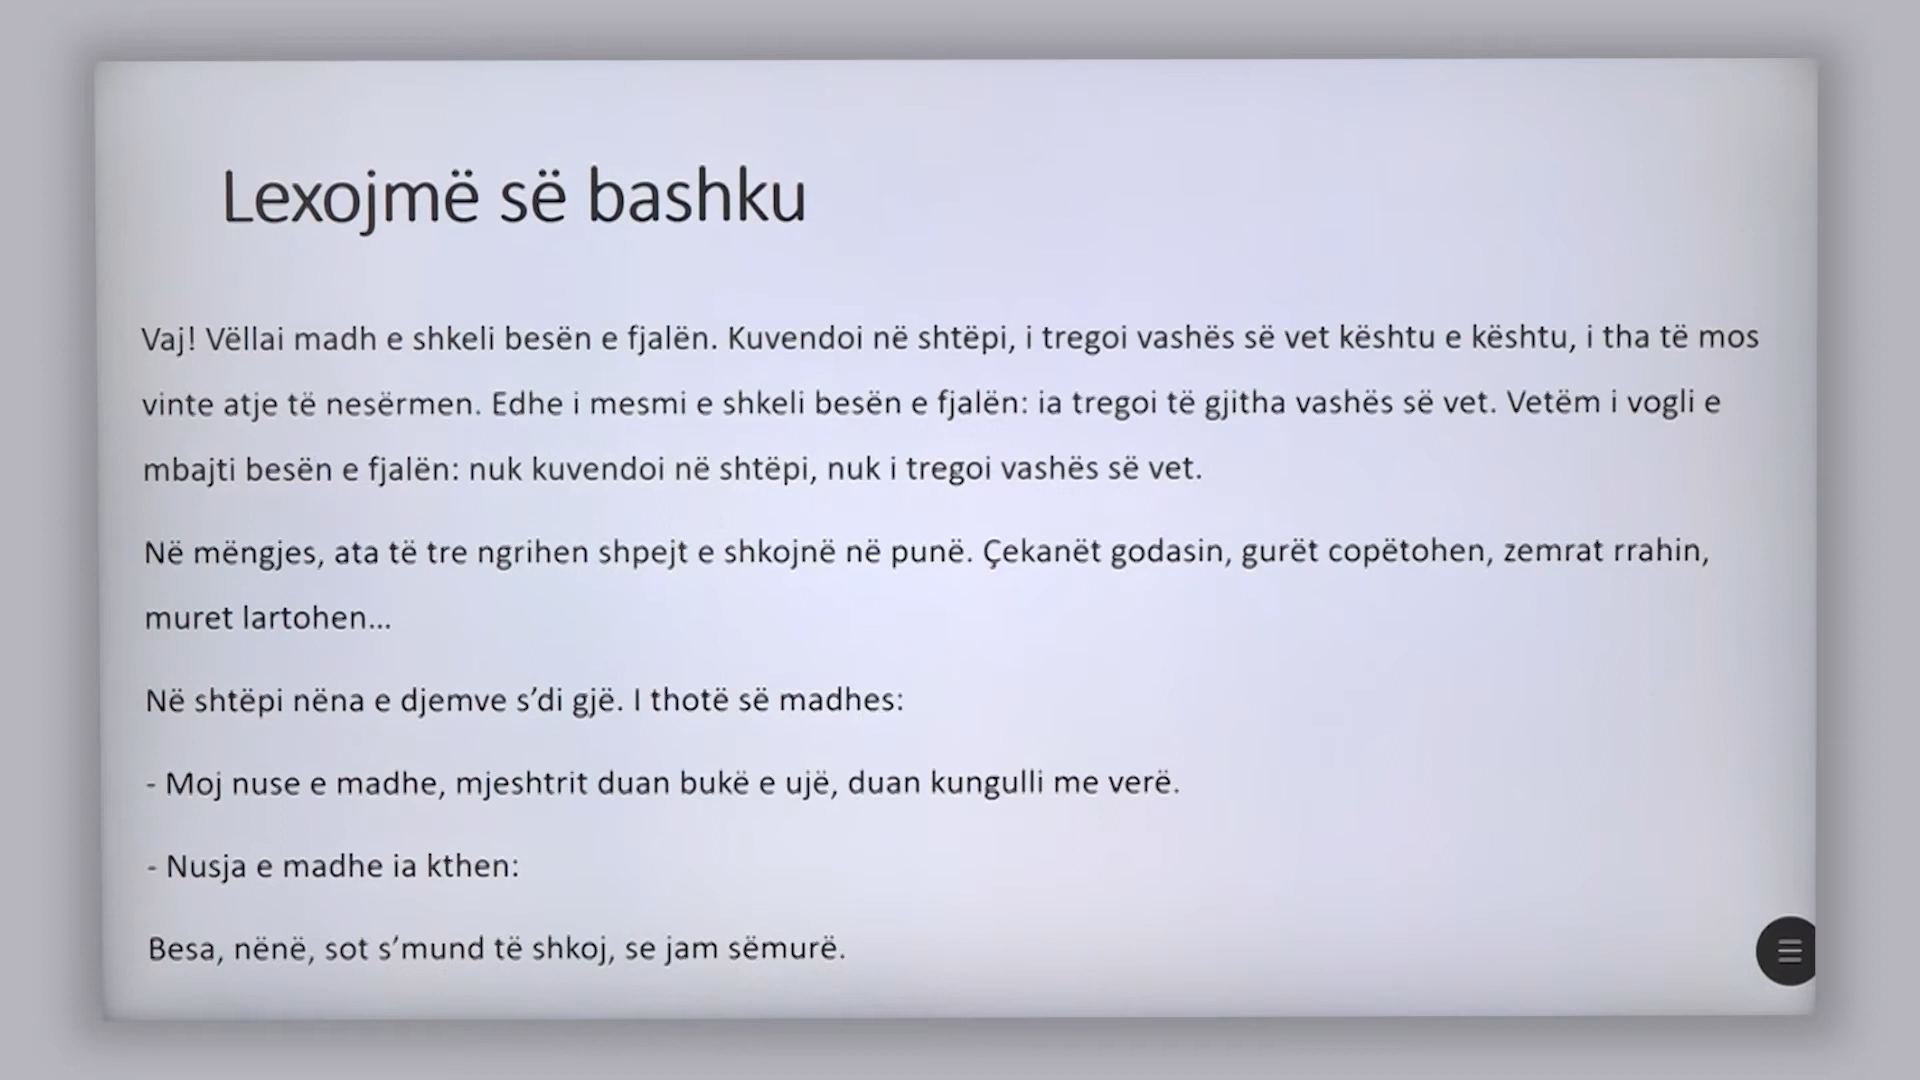 Lexojmë së bashku
Vaj! Vëllai madh e shkeli besën e fjalën. Kuvendoi në shtëpi, i tregoi vashës së vet kështu e kështu, i tha të mos
vinte atje të nesërmen. Edhe i mesmi e shkeli besën e fjalën: ia tregoi të gjitha vashës së vet. Vetëm i vogli e
mbajti besën e fjalën: nuk kuvendoi në shtëpi, nuk i tregoi vashës së vet.
Në mëngjes, ata të tre ngrihen shpejt e shkojnë në punë. Çekanët godasin, gurët copëtohen, zemrat rrahin,
muret lartohen...
Në shtëpi nëna e djemve s’di gjë. I thotë së madhes:
- Moj nuse e madhe, mjeshtrit duan bukë e ujë, duan kungulli me verë.
- Nusja e madhe ia kthen:
Besa, nënë, sot s’mund të shkoj, se jam sëmurë.